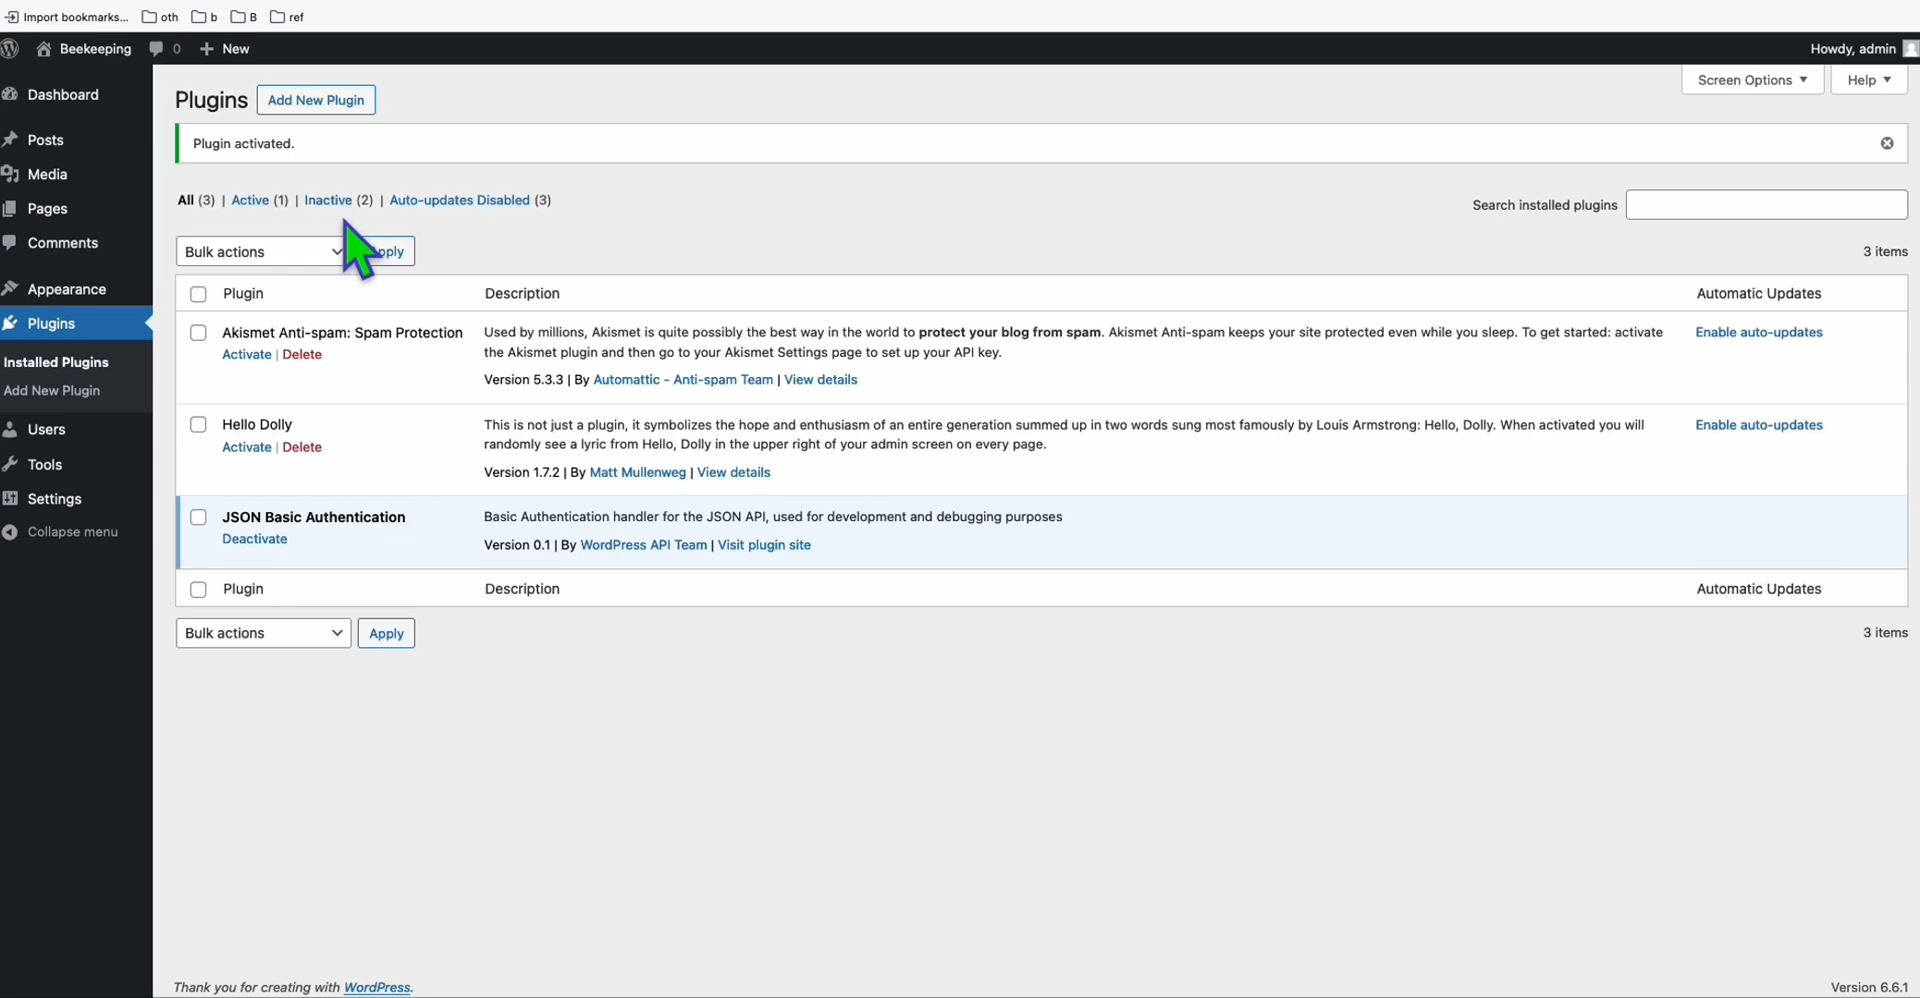 Import bookmarks... oth b B ref
Beekeeping 0 New Howdy, admin
Screen Options Help
Dashboard
Posts
Media
Pages
Comments
Appearance
Plugins
Installed Plugins
Add New Plugin
Users
Tools
Settings
Collapse menu
Plugins Add New Plugin
Plugin activated.
All (3) | Active (1) | Inactive (2) | Auto-updates Disabled (3)
Search installed plugins
Bulk actions
3 items
Plugin Description Automatic Updates
Akismet Anti-spam: Spam Protection
Activate | Delete
Used by millions, Akismet is quite possibly the best way in the world to protect your blog from spam. Akismet Anti-spam keeps your site protected even while you sleep. To get started: activate
the Akismet plugin and then go to your Akismet Settings page to set up your API key.
Version 5.3.3 | By Automattic - Anti-spam Team | View details
Enable auto-updates
Hello Dolly
Activate | Delete
This is not just a plugin, it symbolizes the hope and enthusiasm of an entire generation summed up in two words sung most famously by Louis Armstrong: Hello, Dolly. When activated you will
randomly see a lyric from Hello, Dolly in the upper right of your admin screen on every page.
Version 1.7.2 | By Matt Mullenweg | View details
Enable auto-updates
JSON Basic Authentication
Deactivate
Basic Authentication handler for the JSON API, used for development and debugging purposes
Version 0.1 | By WordPress API Team | Visit plugin site
Plugin Description Automatic Updates
Bulk actions Apply
3 items
Thank you for creating with WordPress.
Version 6.6.1